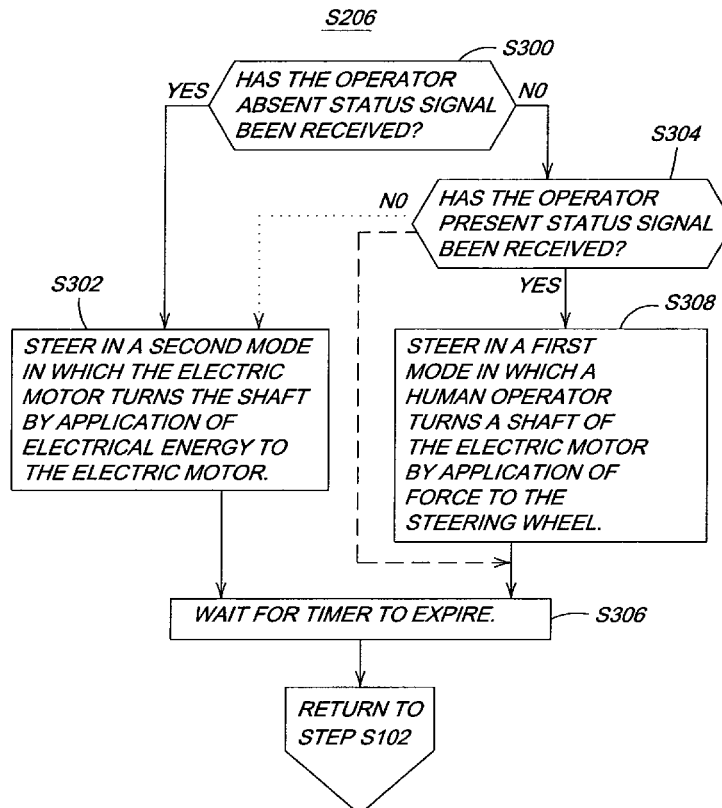 S206
S300
YES
HAS THE OPERATOR
ABSENT STATUS SIGNAL
BEEN RECEIVED?
NO
S304
NO
HAS THE OPERATOR
PRESENT STATUS SIGNAL
BEEN RECEIVED?
YES
S302
S308
STEER IN A SECOND MODE
IN WHICH THE ELECTRIC
MOTOR TURNS THE SHAFT
BY APPLICATION OF
ELECTRICAL ENERGY TO
THE ELECTRIC MOTOR.
STEER IN A FIRST
MODE IN WHICH A
HUMAN OPERATOR
TURNS A SHAFT OF
THE ELECTRIC MOTOR
BY APPLICATION OF
FORCE TO THE
STEERING WHEEL.
WAIT FOR TIMER TO EXPIRE.
S306
RETURN TO
STEP S102